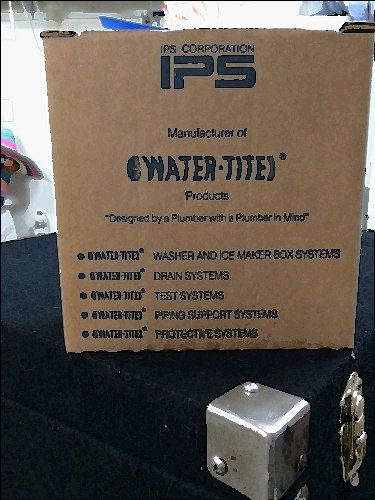 IPS CORPORATION
IPS
Manufacturer of
WATER-TITE®
Products
"Designed by a Plumber with a Plumber in Mind"
• WATER-TITE® WASHER AND ICE MAKER BOX SYSTEMS
• WATER-TITE® DRAIN SYSTEMS
• WATER-TITE® TEST SYSTEMS
• WATER-TITE® PIPING SUPPORT SYSTEMS
• WATER-TITE® PROTECTIVE SYSTEMS